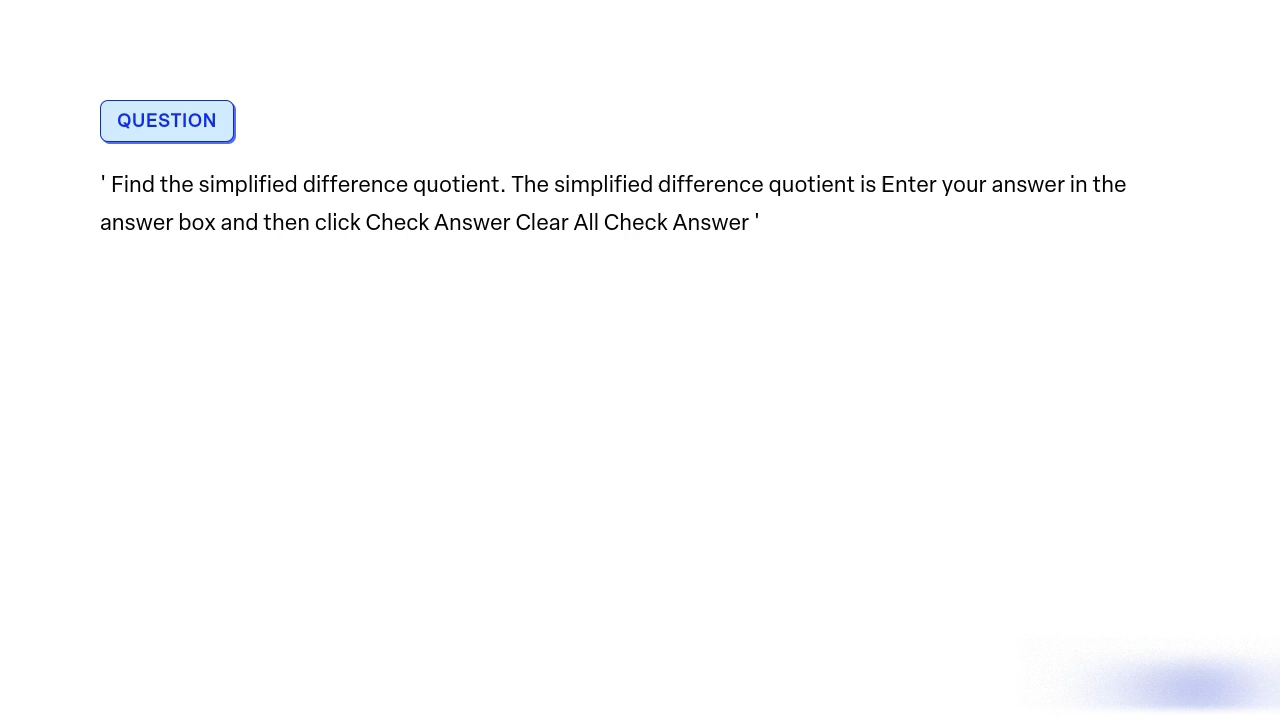 QUESTION
' Find the simplified difference quotient. The simplified difference quotient is Enter your answer in the
answer box and then click Check Answer Clear All Check Answer '